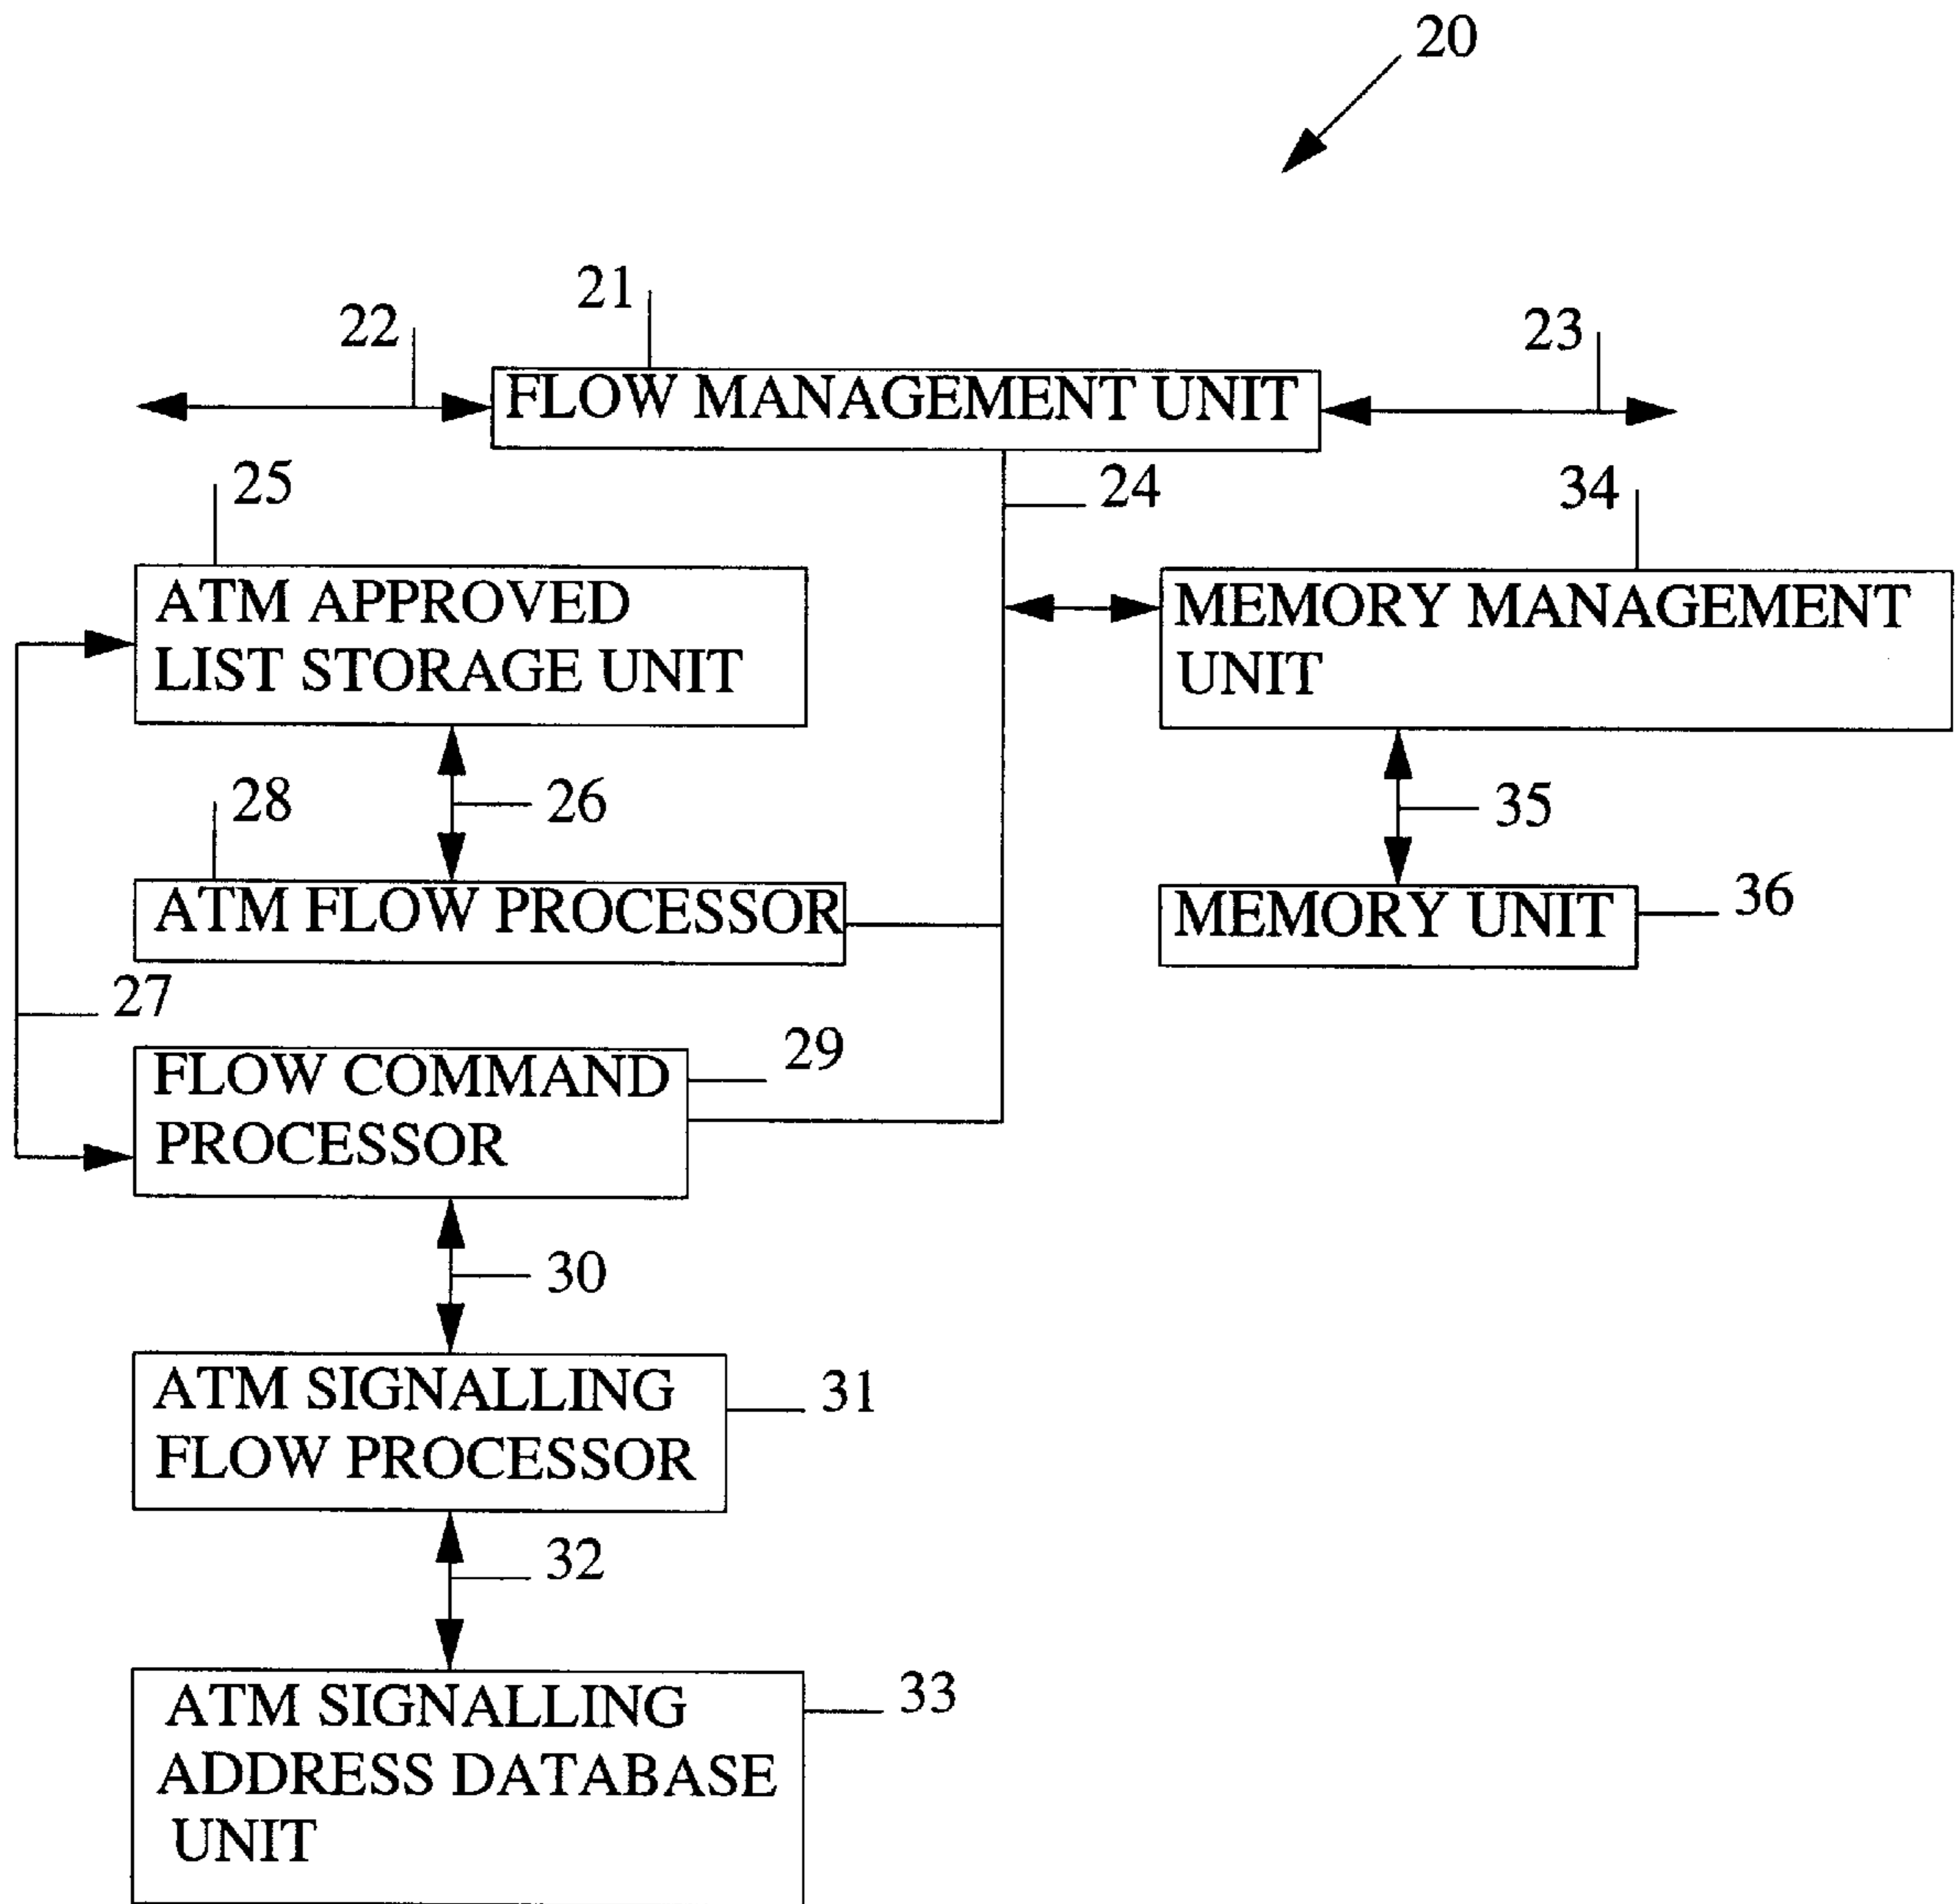 20
21
22
23
FLOW MANAGEMENT UNIT
25
24
34
ATM APPROVED
LIST STORAGE UNIT
MEMORY MANAGEMENT
UNIT
28
26
35
ATM FLOW PROCESSOR
MEMORY UNIT
36
27
29
FLOW COMMAND
PROCESSOR
30
ATM SIGNALLING
FLOW PROCESSOR
31
32
33
ATM SIGNALLING
ADDRESS DATABASE
UNIT